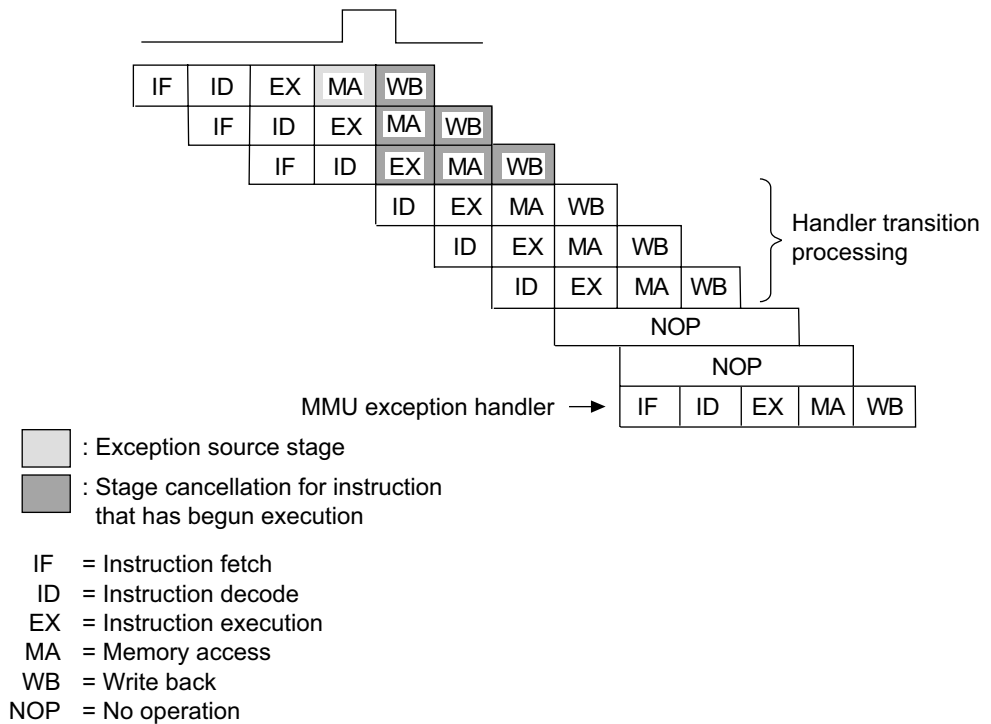 IF ID EX MA WB
IF ID EX MA WB
IF ID EX MA WB
ID EX MA WB
ID EX MA WB
ID EX MA WB
Handler transition
processing
NOP
NOP
MMU exception handler IF ID EX MA WB
: Exception source stage
: Stage cancellation for instruction
that has begun execution
IF = Instruction fetch
ID = Instruction decode
EX = Instruction execution
MA = Memory access
WB = Write back
NOP = No operation